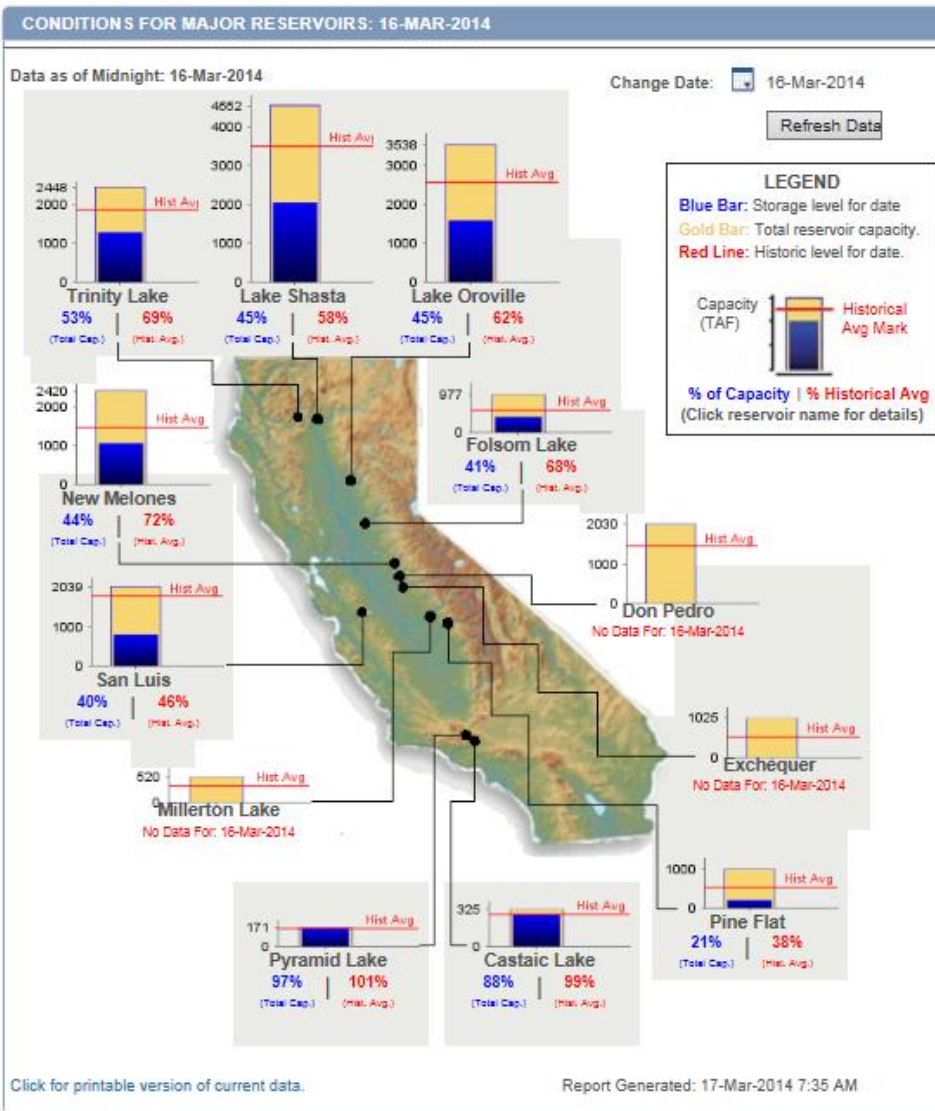 CONDITIONS FOR MAJOR RESERVOIRS: 16-MAR-2014
Data as of Midnight: 16-Mar-2014
Change Date: 16-Mar-2014
Refresh Data
LEGEND
Blue Bar: Storage level for date
Gold Bar: Total reservoir capacity.
Red Line: Historic level for date.
Capacity
(TAF)
Historical
Avg Mark
% of Capacity | % Historical Avg
(Click reservoir name for details)
2448
2000
1000
0
Hist Avg
Trinity Lake
53% | 69%
(Total Cap.) (Hist. Avg.)
4552
4000
3000
2000
1000
0
Hist Avg
Lake Shasta
45% | 58%
(Total Cap.) (Hist. Avg.)
3538
3000
2000
1000
0
Hist Avg
Lake Oroville
45% | 62%
(Total Cap.) (Hist. Avg.)
977
0
Hist Avg
Folsom Lake
41% | 68%
(Total Cap.) (Hist. Avg.)
2420
2000
1000
0
Hist Avg
New Melones
44% | 72%
(Total Cap.) (Hist. Avg.)
2030
1000
0
Hist Avg
Don Pedro
No Data For: 16-Mar-2014
2039
1000
0
Hist Avg
San Luis
40% | 46%
(Total Cap.) (Hist. Avg.)
1025
0
Hist Avg
Exchequer
No Data For: 16-Mar-2014
520
0
Hist Avg
Millerton Lake
No Data For: 16-Mar-2014
1000
0
Hist Avg
Pine Flat
21% | 38%
(Total Cap.) (Hist. Avg.)
171
0
Hist Avg
Pyramid Lake
97% | 101%
(Total Cap.) (Hist. Avg.)
325
0
Hist Avg
Castaic Lake
88% | 99%
(Total Cap.) (Hist. Avg.)
Click for printable version of current data.
Report Generated: 17-Mar-2014 7:35 AM